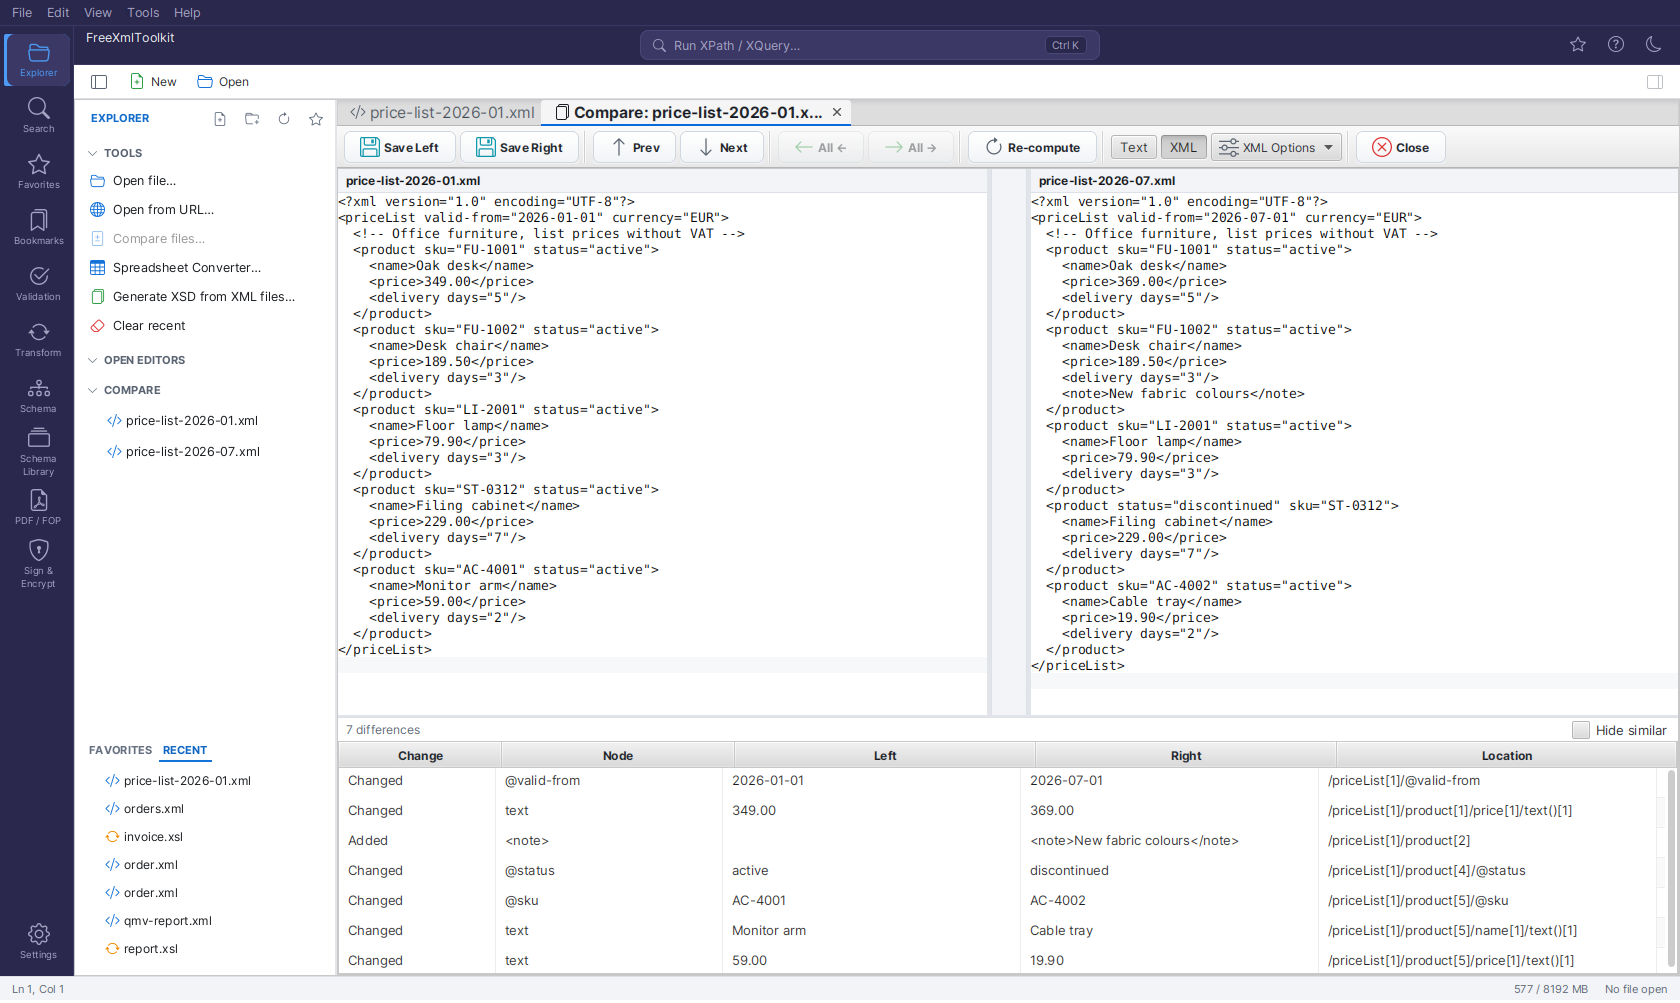 File Edit View Tools Help
FreeXmlToolkit
Run XPath / XQuery... Ctrl K
New Open
Explorer
Search
Favorites
Bookmarks
Validation
Transform
Schema
Schema
Library
PDF / FOP
Sign &
Encrypt
Settings
EXPLORER
TOOLS
Open file...
Open from URL...
Compare files...
Spreadsheet Converter...
Generate XSD from XML files...
Clear recent
OPEN EDITORS
COMPARE
price-list-2026-01.xml
price-list-2026-07.xml
FAVORITES RECENT
price-list-2026-01.xml
orders.xml
invoice.xsl
order.xml
order.xml
qmv-report.xml
report.xsl
price-list-2026-01.xml Compare: price-list-2026-01.x...
Save Left Save Right Prev Next All ← All → Re-compute Text XML XML Options Close
price-list-2026-01.xml
<?xml version="1.0" encoding="UTF-8"?>
<priceList valid-from="2026-01-01" currency="EUR">
  <!-- Office furniture, list prices without VAT -->
  <product sku="FU-1001" status="active">
    <name>Oak desk</name>
    <price>349.00</price>
    <delivery days="5"/>
  </product>
  <product sku="FU-1002" status="active">
    <name>Desk chair</name>
    <price>189.50</price>
    <delivery days="3"/>
  </product>
  <product sku="LI-2001" status="active">
    <name>Floor lamp</name>
    <price>79.90</price>
    <delivery days="3"/>
  </product>
  <product sku="ST-0312" status="active">
    <name>Filing cabinet</name>
    <price>229.00</price>
    <delivery days="7"/>
  </product>
  <product sku="AC-4001" status="active">
    <name>Monitor arm</name>
    <price>59.00</price>
    <delivery days="2"/>
  </product>
</priceList>
price-list-2026-07.xml
<?xml version="1.0" encoding="UTF-8"?>
<priceList valid-from="2026-07-01" currency="EUR">
  <!-- Office furniture, list prices without VAT -->
  <product sku="FU-1001" status="active">
    <name>Oak desk</name>
    <price>369.00</price>
    <delivery days="5"/>
  </product>
  <product sku="FU-1002" status="active">
    <name>Desk chair</name>
    <price>189.50</price>
    <delivery days="3"/>
    <note>New fabric colours</note>
  </product>
  <product sku="LI-2001" status="active">
    <name>Floor lamp</name>
    <price>79.90</price>
    <delivery days="3"/>
  </product>
  <product status="discontinued" sku="ST-0312">
    <name>Filing cabinet</name>
    <price>229.00</price>
    <delivery days="7"/>
  </product>
  <product sku="AC-4002" status="active">
    <name>Cable tray</name>
    <price>19.90</price>
    <delivery days="2"/>
  </product>
</priceList>
7 differences Hide similar
Change Node Left Right Location
Changed @valid-from 2026-01-01 2026-07-01 /priceList[1]/@valid-from
Changed text 349.00 369.00 /priceList[1]/product[1]/price[1]/text()[1]
Added <note> <note>New fabric colours</note> /priceList[1]/product[2]
Changed @status active discontinued /priceList[1]/product[4]/@status
Changed @sku AC-4001 AC-4002 /priceList[1]/product[5]/@sku
Changed text Monitor arm Cable tray /priceList[1]/product[5]/name[1]/text()[1]
Changed text 59.00 19.90 /priceList[1]/product[5]/price[1]/text()[1]
Ln 1, Col 1 577 / 8192 MB No file open